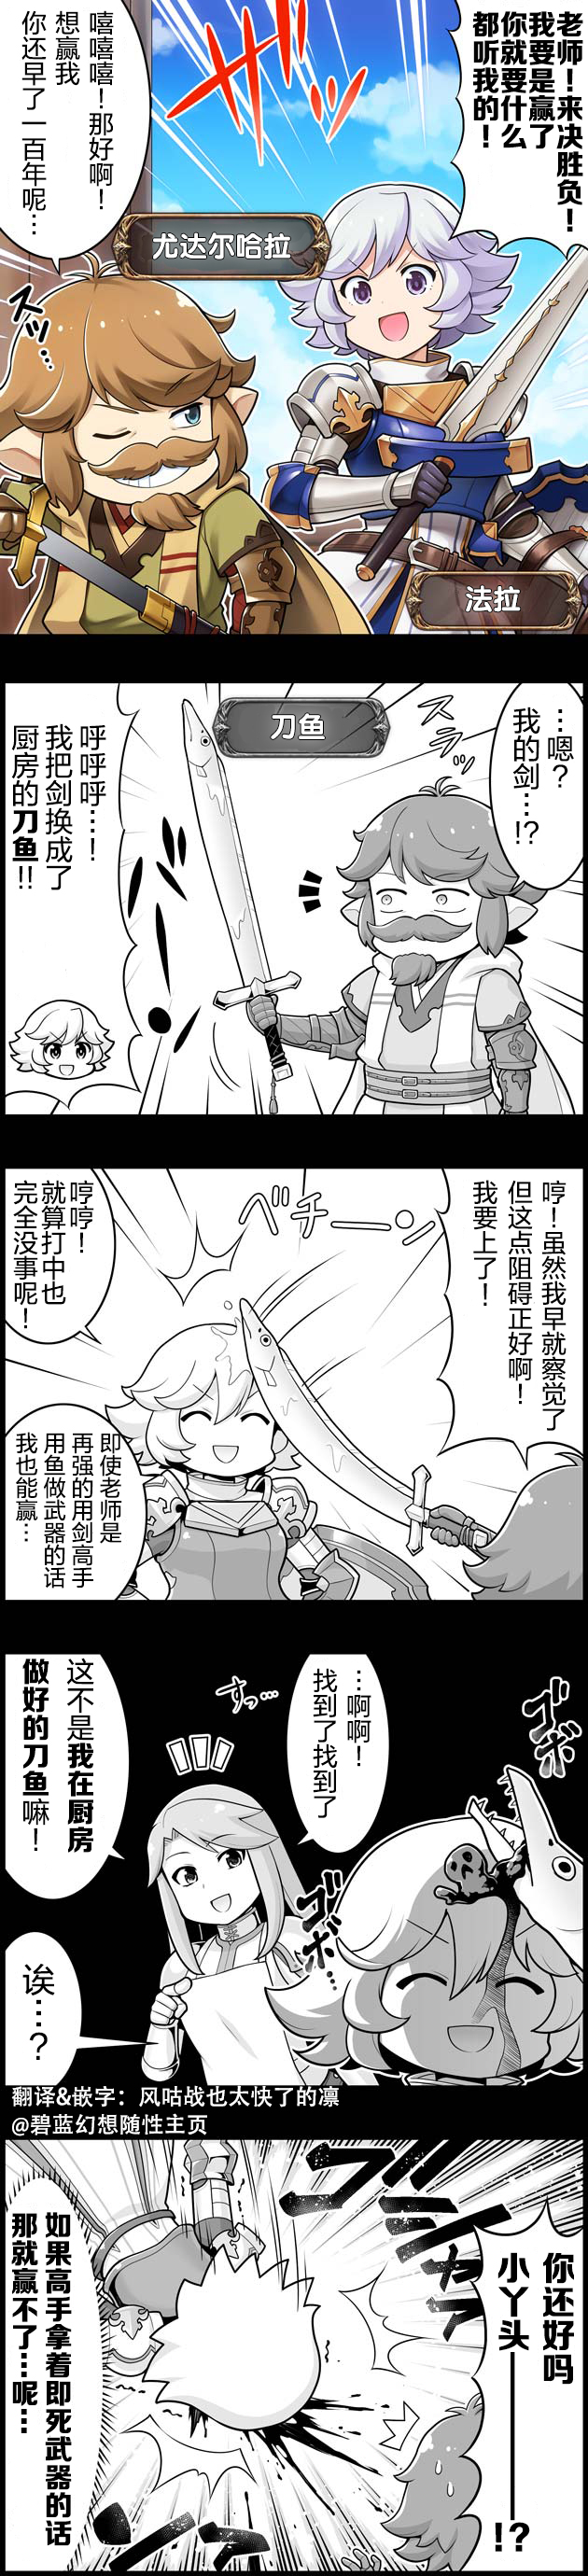 老师！来决胜负！
我要是赢了
你就要什么
都听我的！
嘻嘻嘻！那好啊！
想赢我
你还早了一百年呢…
尤达尔哈拉
スッ…
法拉
…嗯？
我的剑…!?
スラッ
刀鱼
呼呼呼…！
我把剑换成了
厨房的刀鱼!!
哼！虽然我早就察觉了
但这点阻碍正好啊！
我要上了！
ベチーーン
哼哼！
就算打中也
完全没事呢！
即使老师是
再强的用剑高手
用鱼做武器的话
我也能赢…
ゴボ
…啊啊！
找到了找到了
すっ…
这不是我在厨房
做好的刀鱼嘛！
ゴボ…
诶…？
翻译&嵌字：风咕战也太快了的凛
@碧蓝幻想随性主页
你还好吗
小丫头——!?
如果高手拿着即死武器的话
那就赢不了…呢…